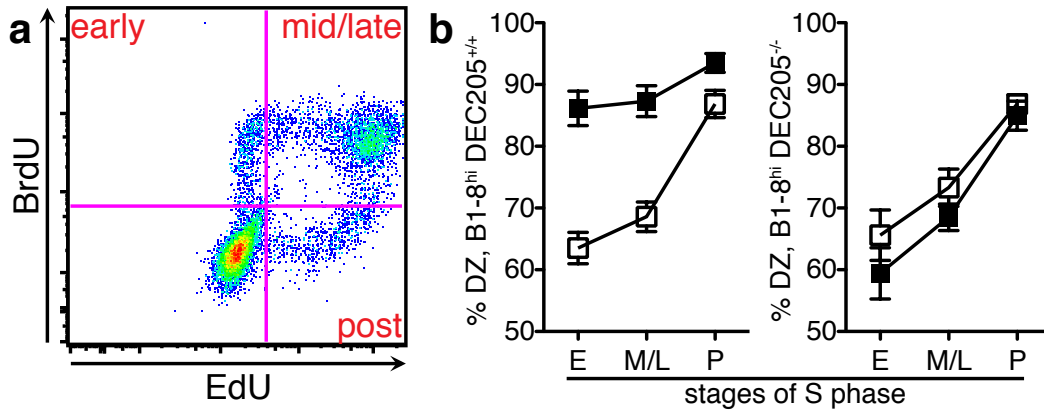 a
early
mid/late
post
BrdU
EdU
b
% DZ, B1-8hi DEC205+/+
100
90
80
70
60
50
E
M/L
P
% DZ, B1-8hi DEC205-/-
100
90
80
70
60
50
E
M/L
P
stages of S phase